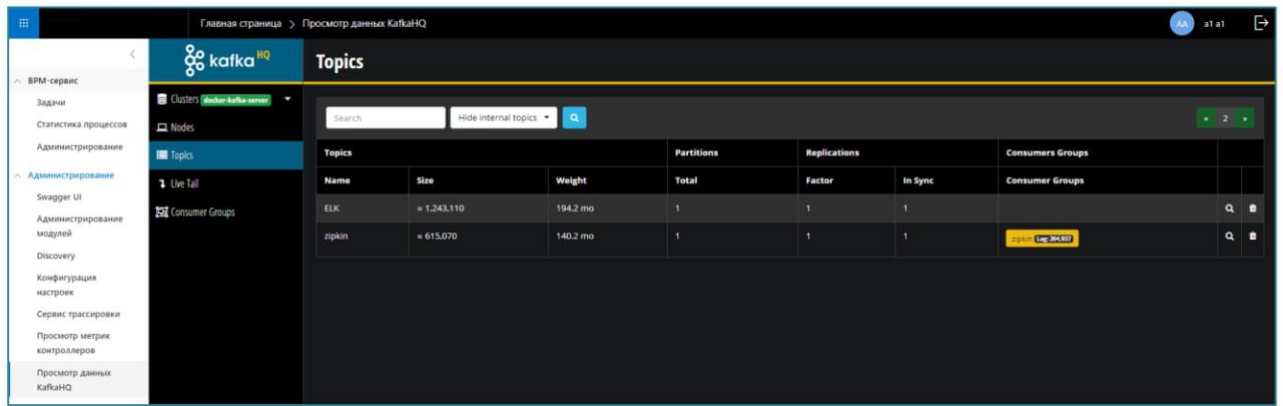 Главная страница > Просмотр данных KafkaHQ
AA a1 a1
BPM-сервис
Задачи
Статистика процессов
Администрирование
Администрирование
Swagger UI
Администрирование
модулей
Discovery
Конфигурация
настроек
Сервис трассировки
Просмотр метрик
контроллеров
Просмотр данных
KafkaHQ
kafka HQ
Clusters docker-kafka-server
Nodes
Topics
Live Tail
Consumer Groups
Topics
Search Hide internal topics « 2 »
Topics Partitions Replications Consumers Groups
Name Size Weight Total Factor In Sync Consumer Groups
ELK ≈ 1,243,110 194.2 mo 1 1 1
zipkin ≈ 615,070 140.2 mo 1 1 1 zipkin Lag: 264,937